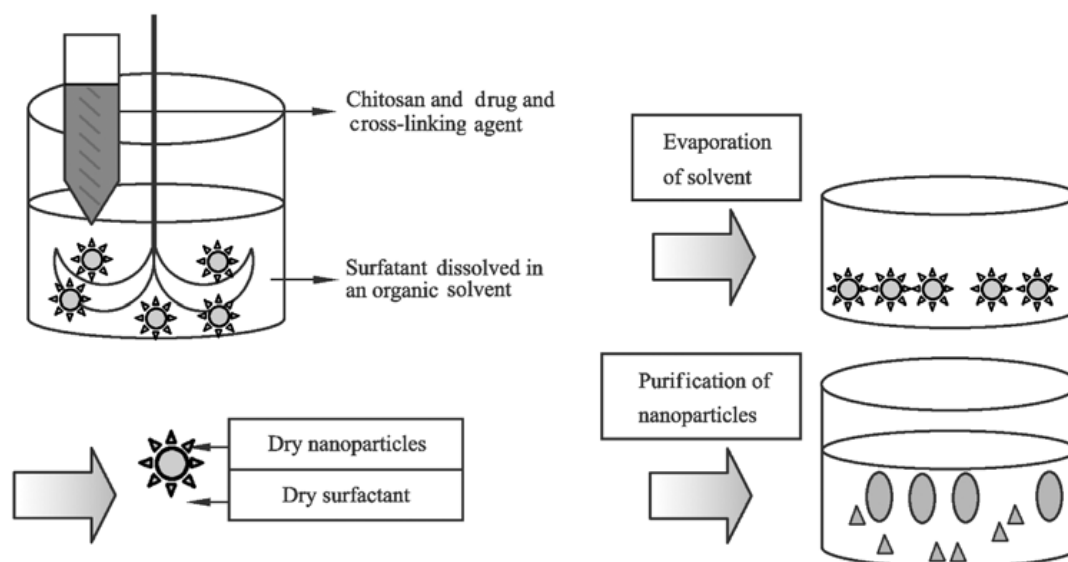 Chitosan and drug and
cross-linking agent
Surfatant dissolved in
an organic solvent
Evaporation
of solvent
Dry nanoparticles
Dry surfactant
Purification of
nanoparticles